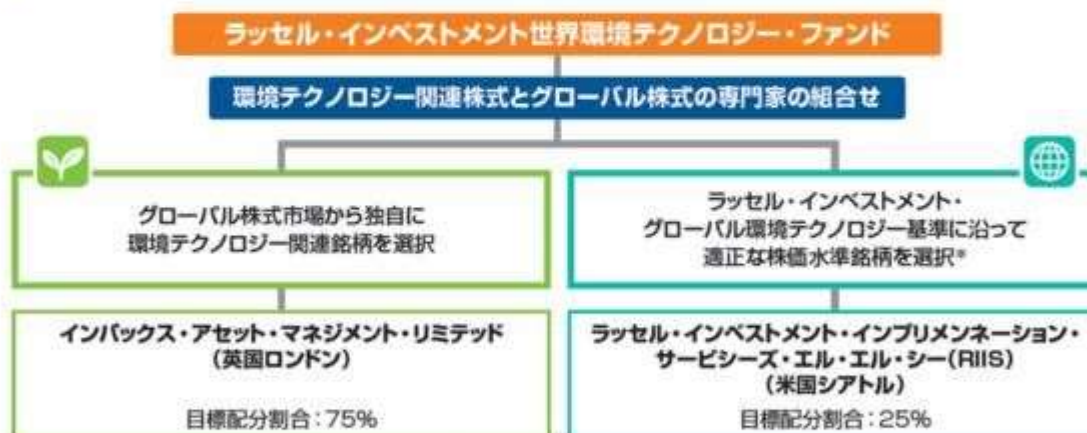 ラッセル・インベストメント世界環境テクノロジー・ファンド
環境テクノロジー関連株式とグローバル株式の専門家の組合せ
グローバル株式市場から独自に
環境テクノロジー関連銘柄を選択
ラッセル・インベストメント・
グローバル環境テクノロジー基準に沿って
適正な株価水準銘柄を選択*
インパックス・アセット・マネジメント・リミテッド
(英国ロンドン)
目標配分割合:75%
ラッセル・インベストメント・インプリメンネーション・
サービシーズ・エル・エル・シー(RIIS)
(米国シアトル)
目標配分割合:25%